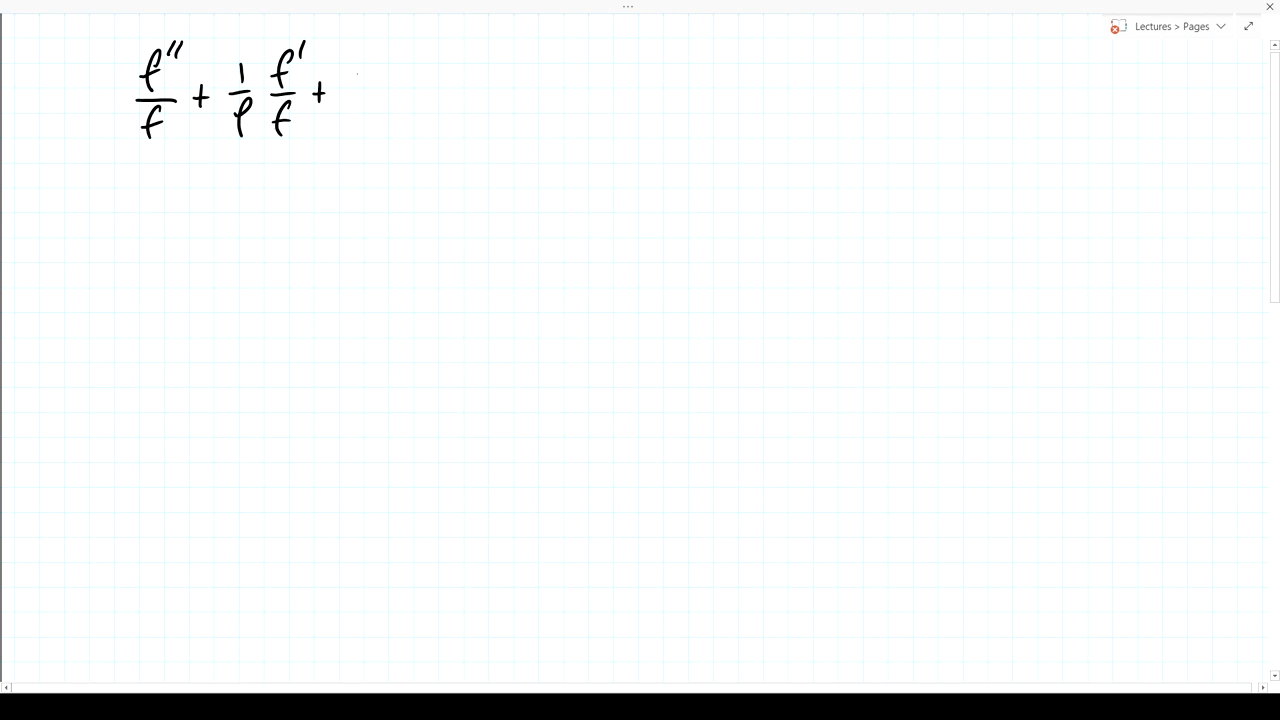 Lectures > Pages
f''/f + 1/ρ f'/f +